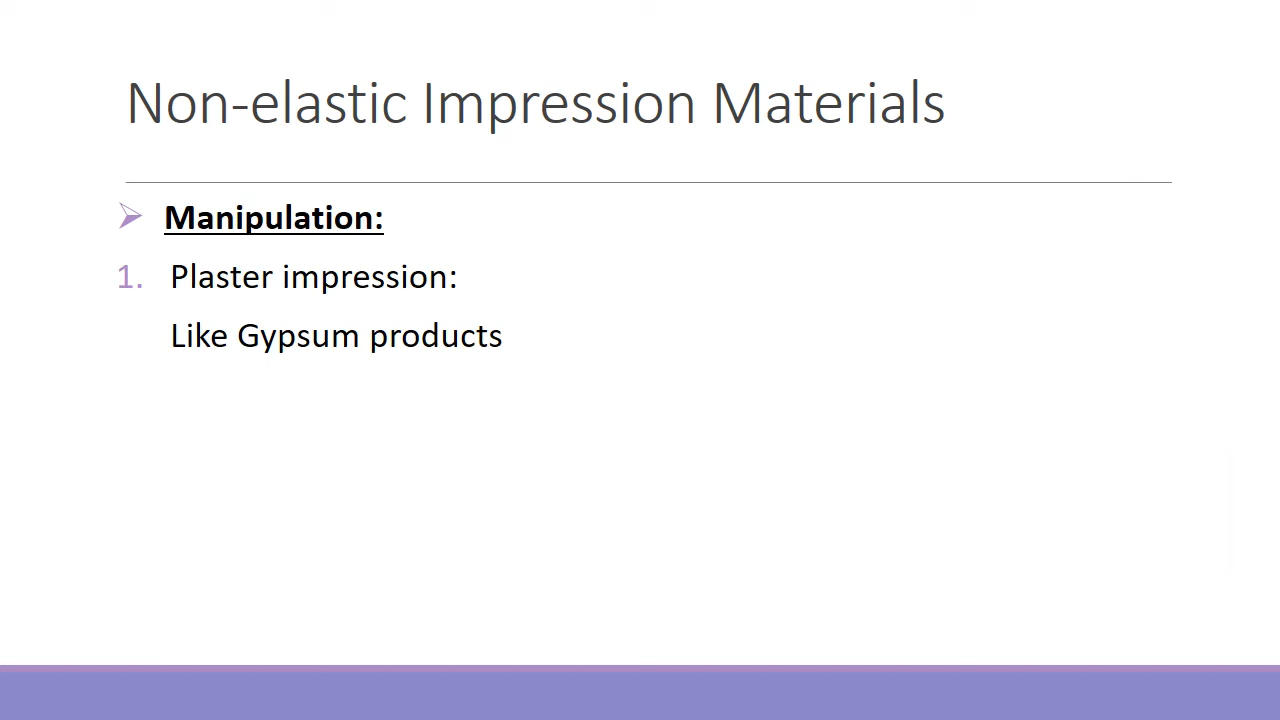 Non-elastic Impression Materials
Manipulation:
1. Plaster impression:
Like Gypsum products